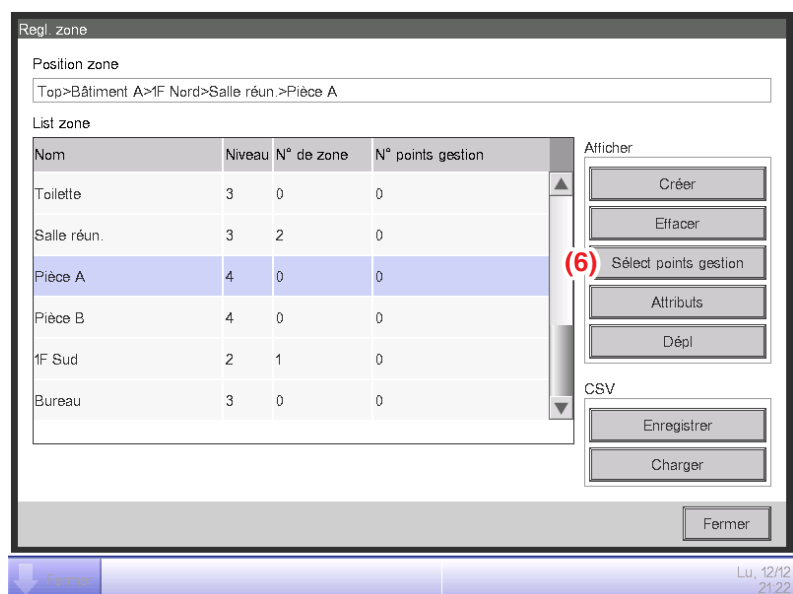 Regl. zone
Position zone
Top>Bâtiment A>1F Nord>Salle réun.>Pièce A
List zone
Nom Niveau N° de zone N° points gestion
Toilette 3 0 0
Salle réun. 3 2 0
Pièce A 4 0 0
Pièce B 4 0 0
1F Sud 2 1 0
Bureau 3 0 0
Afficher
Créer
Effacer
(6) Sélect points gestion
Attributs
Dépl
CSV
Enregistrer
Charger
Fermer
Fermer
Lu, 12/12
21:22